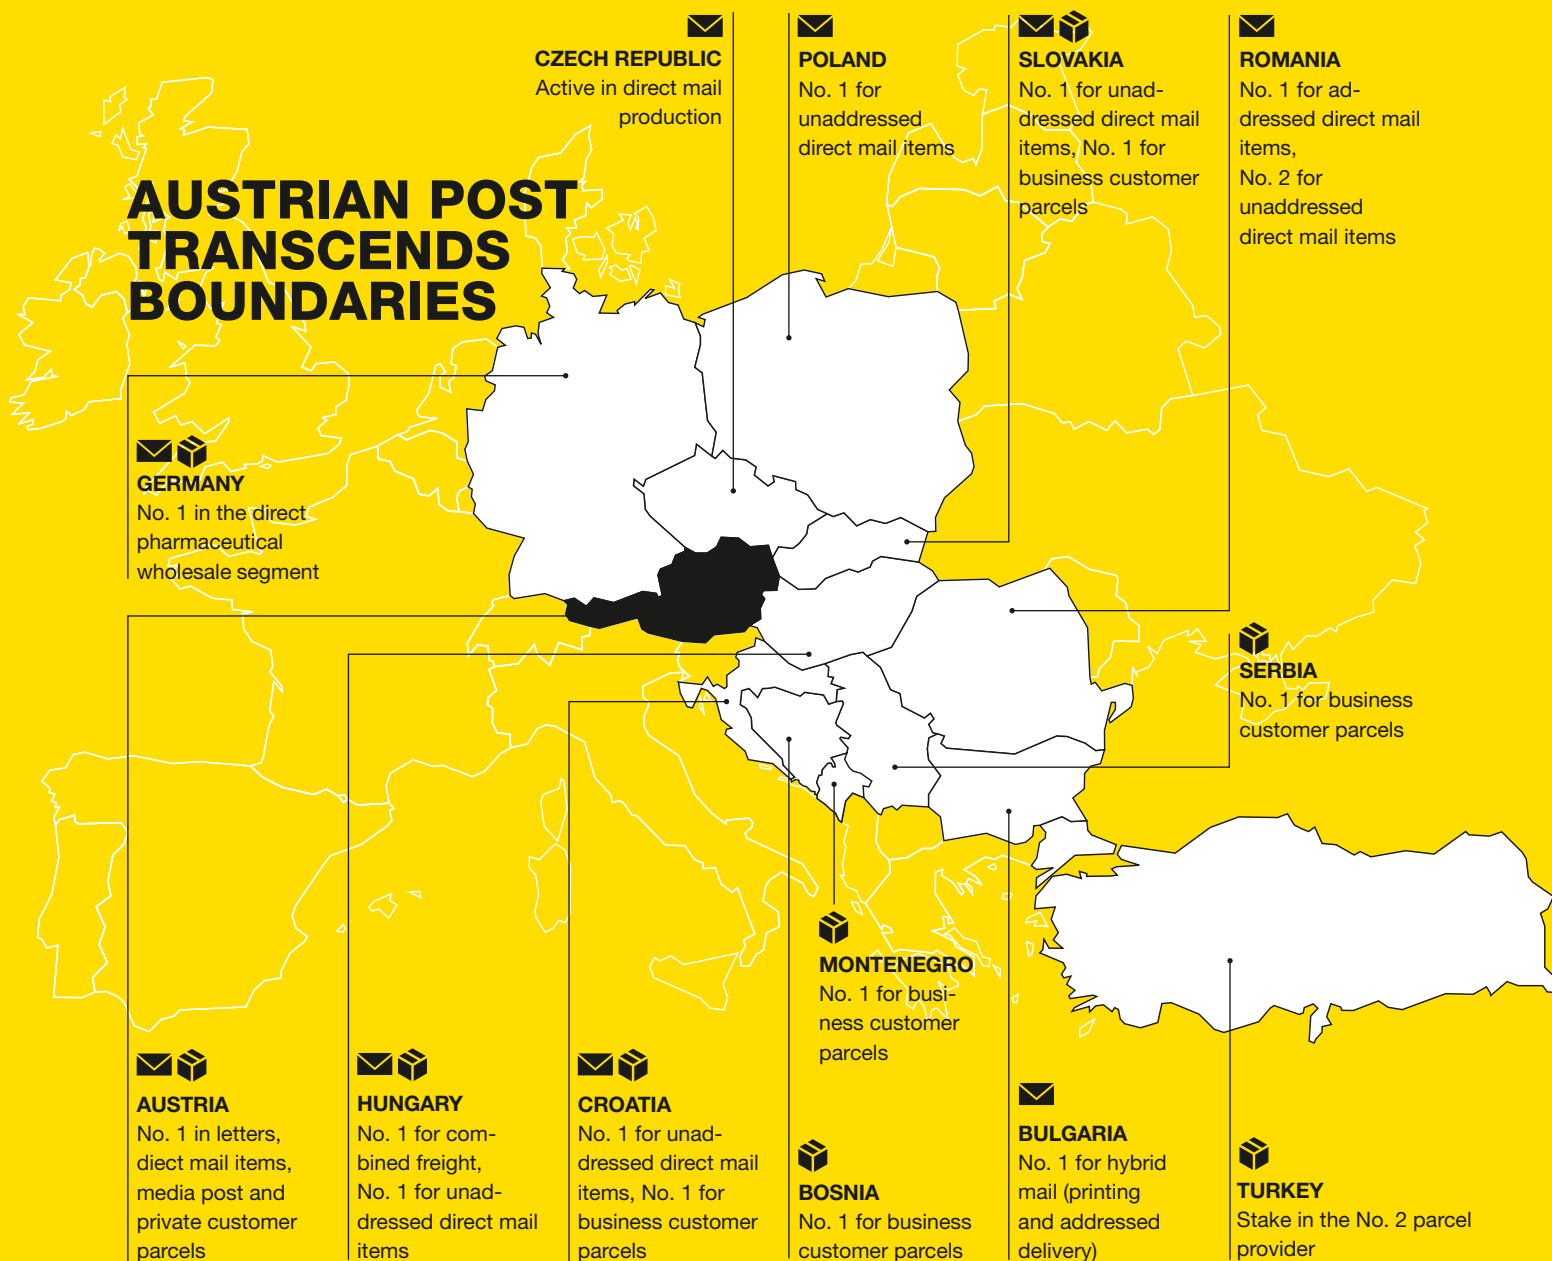 AUSTRIAN POST
TRANSCENDS
BOUNDARIES
CZECH REPUBLIC
Active in direct mail
production
POLAND
No. 1 for
unaddressed
direct mail items
SLOVAKIA
No. 1 for unad-
dressed direct mail
items, No. 1 for
business customer
parcels
ROMANIA
No. 1 for ad-
dressed direct mail
items,
No. 2 for
unaddressed
direct mail items
GERMANY
No. 1 in the direct
pharmaceutical
wholesale segment
SERBIA
No. 1 for business
customer parcels
MONTENEGRO
No. 1 for busi-
ness customer
parcels
AUSTRIA
No. 1 in letters,
diect mail items,
media post and
private customer
parcels
HUNGARY
No. 1 for com-
bined freight,
No. 1 for unad-
dressed direct mail
items
CROATIA
No. 1 for unad-
dressed direct mail
items, No. 1 for
business customer
parcels
BOSNIA
No. 1 for business
customer parcels
BULGARIA
No. 1 for hybrid
mail (printing
and addressed
delivery)
TURKEY
Stake in the No. 2 parcel
provider